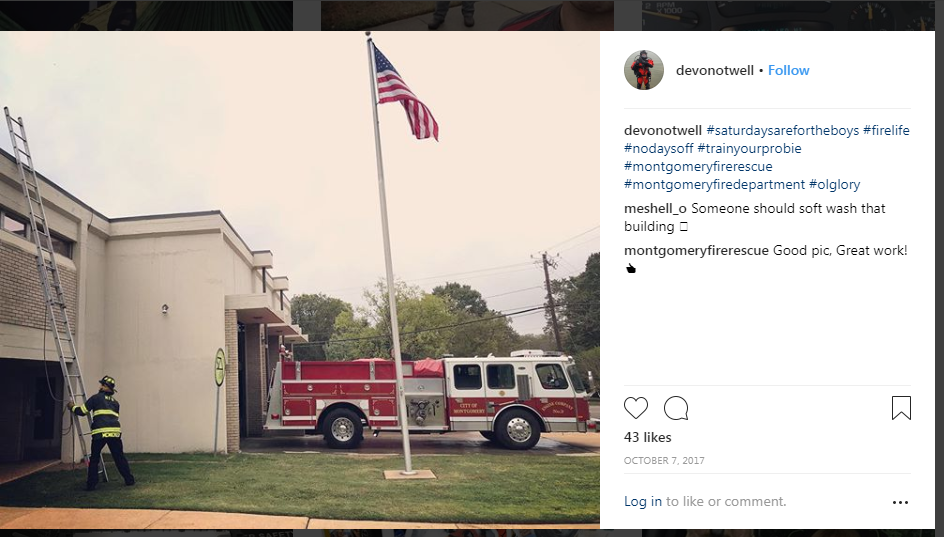 devonotwell • Follow
devonotwell #saturdaysarefortheboys #firelife
#nodaysoff #trainyourprobie
#montgomeryfirerescue
#montgomeryfiredepartment #olglory
meshell_o Someone should soft wash that
building
montgomeryfirerescue Good pic, Great work!
43 likes
OCTOBER 7, 2017
Log in to like or comment.
CITY OF
MONTGOMERY